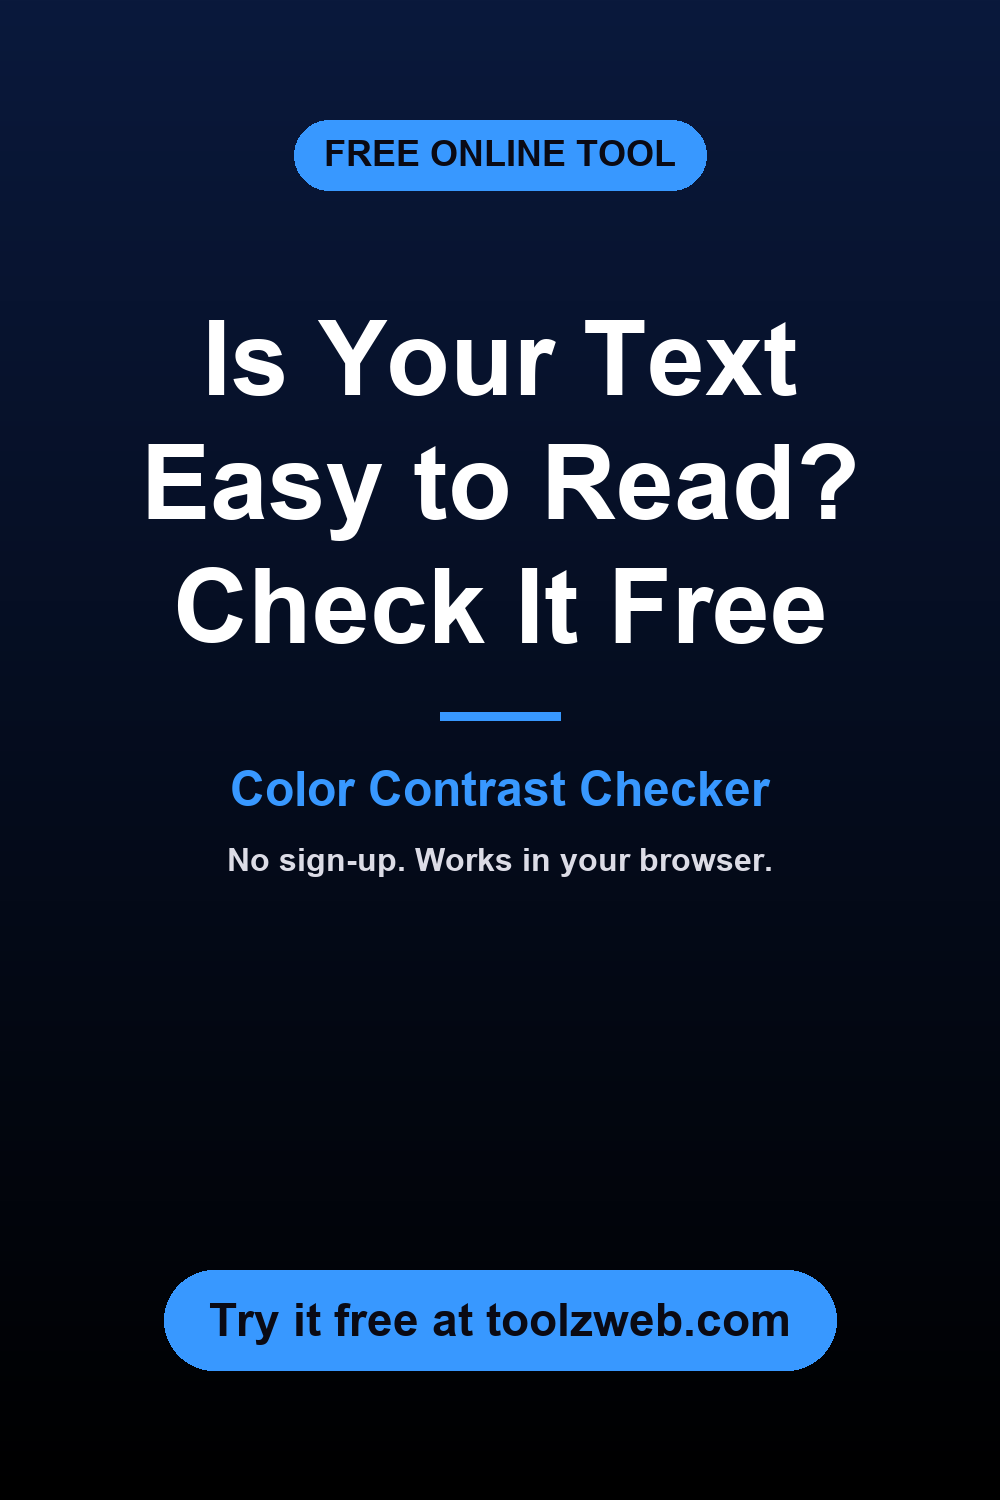 FREE ONLINE TOOL
Is Your Text
Easy to Read?
Check It Free
Color Contrast Checker
No sign-up. Works in your browser.
Try it free at toolzweb.com